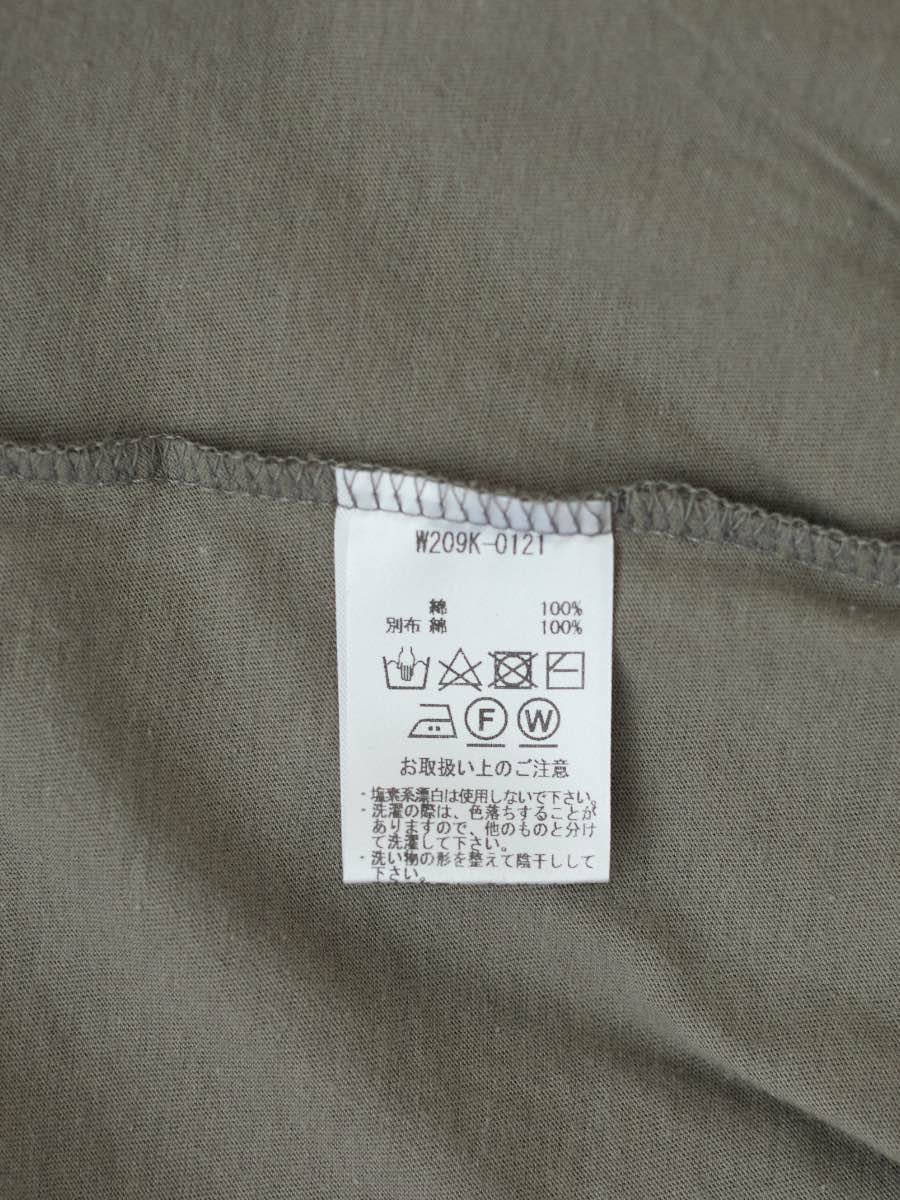 W209K-0121
綿 100%
別布 綿 100%
F W
お取扱い上のご注意
・塩素系漂白は使用しないで下さい。
・洗濯の際は、色落ちすることが
ありますので、他のものと分け
て洗濯して下さい。
・洗い物の形を整えて陰干しして
下さい。